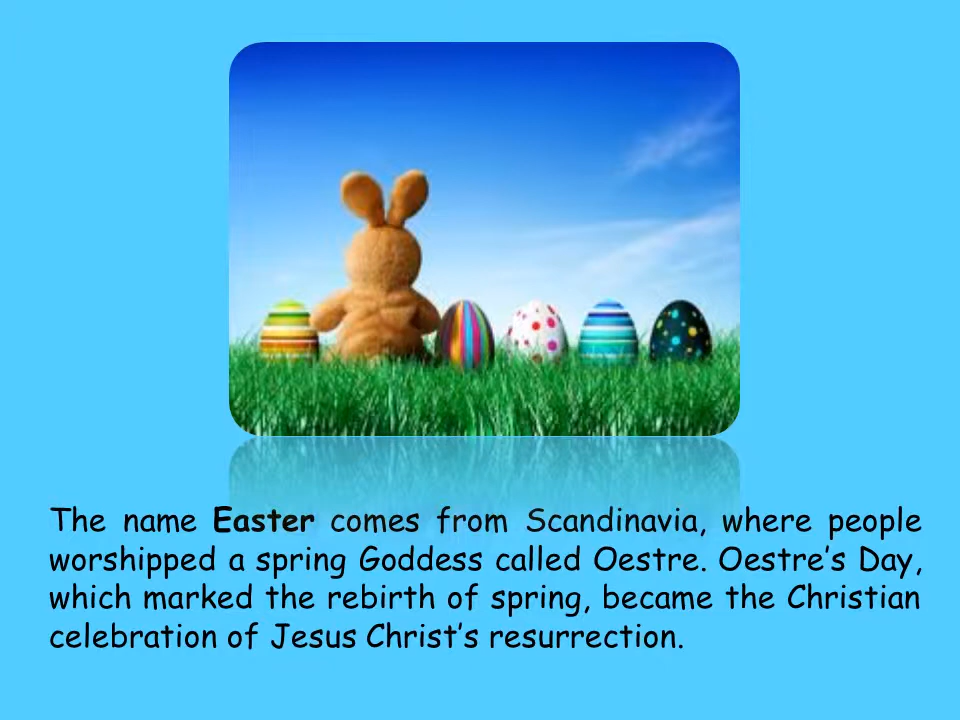 The name Easter comes from Scandinavia, where people
worshipped a spring Goddess called Oestre. Oestre’s Day,
which marked the rebirth of spring, became the Christian
celebration of Jesus Christ’s resurrection.